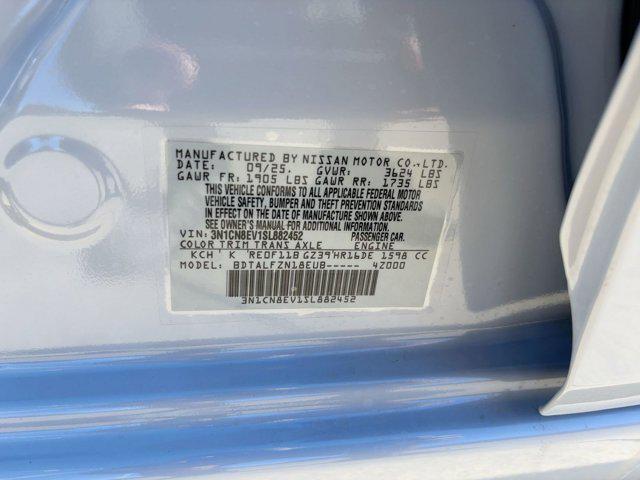 MANUFACTURED BY NISSAN MOTOR CO.,LTD.
DATE: 09/25. GVWR: 3624 LBS
GAWR FR: 1905 LBS GAWR RR: 1735 LBS
THIS VEHICLE CONFORMS TO ALL APPLICABLE FEDERAL MOTOR
VEHICLE SAFETY, BUMPER AND THEFT PREVENTION STANDARDS
IN EFFECT ON THE DATE OF MANUFACTURE SHOWN ABOVE.
SEE OWNER'S MANUAL FOR ADDITIONAL INFORMATION
VIN: 3N1CN8EV1SL882452 PASSENGER CAR.
COLOR TRIM TRANS AXLE ENGINE
KCH K RE0F11B GZ39 HR16DE 1598 CC
MODEL: BDTALFZN18EUB----- 4Z000
3N1CN8EV1SL882452